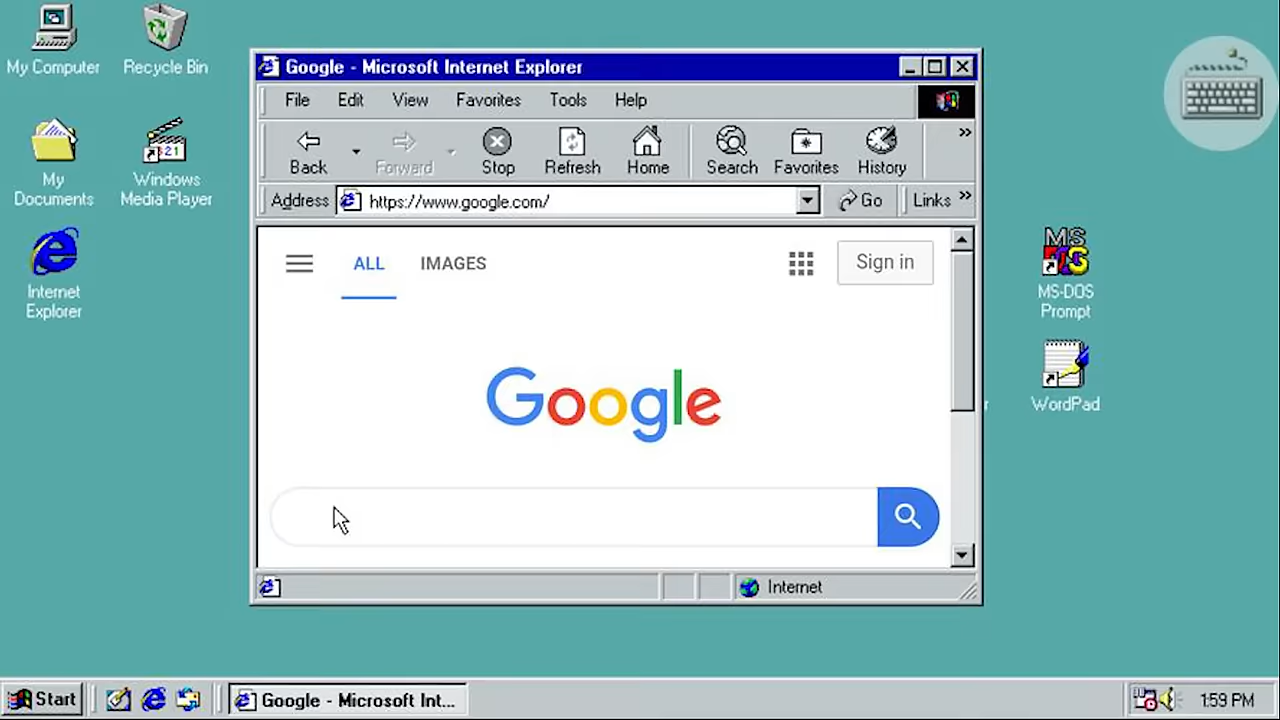 My Computer
Recycle Bin
My
Documents
Windows
Media Player
Internet
Explorer
Google - Microsoft Internet Explorer
File Edit View Favorites Tools Help
Back Forward Stop Refresh Home Search Favorites History »
Address https://www.google.com/ Go Links »
ALL IMAGES Sign in
Google
Internet
MS-DOS
Prompt
WordPad
Start Google - Microsoft Int... 1:59 PM